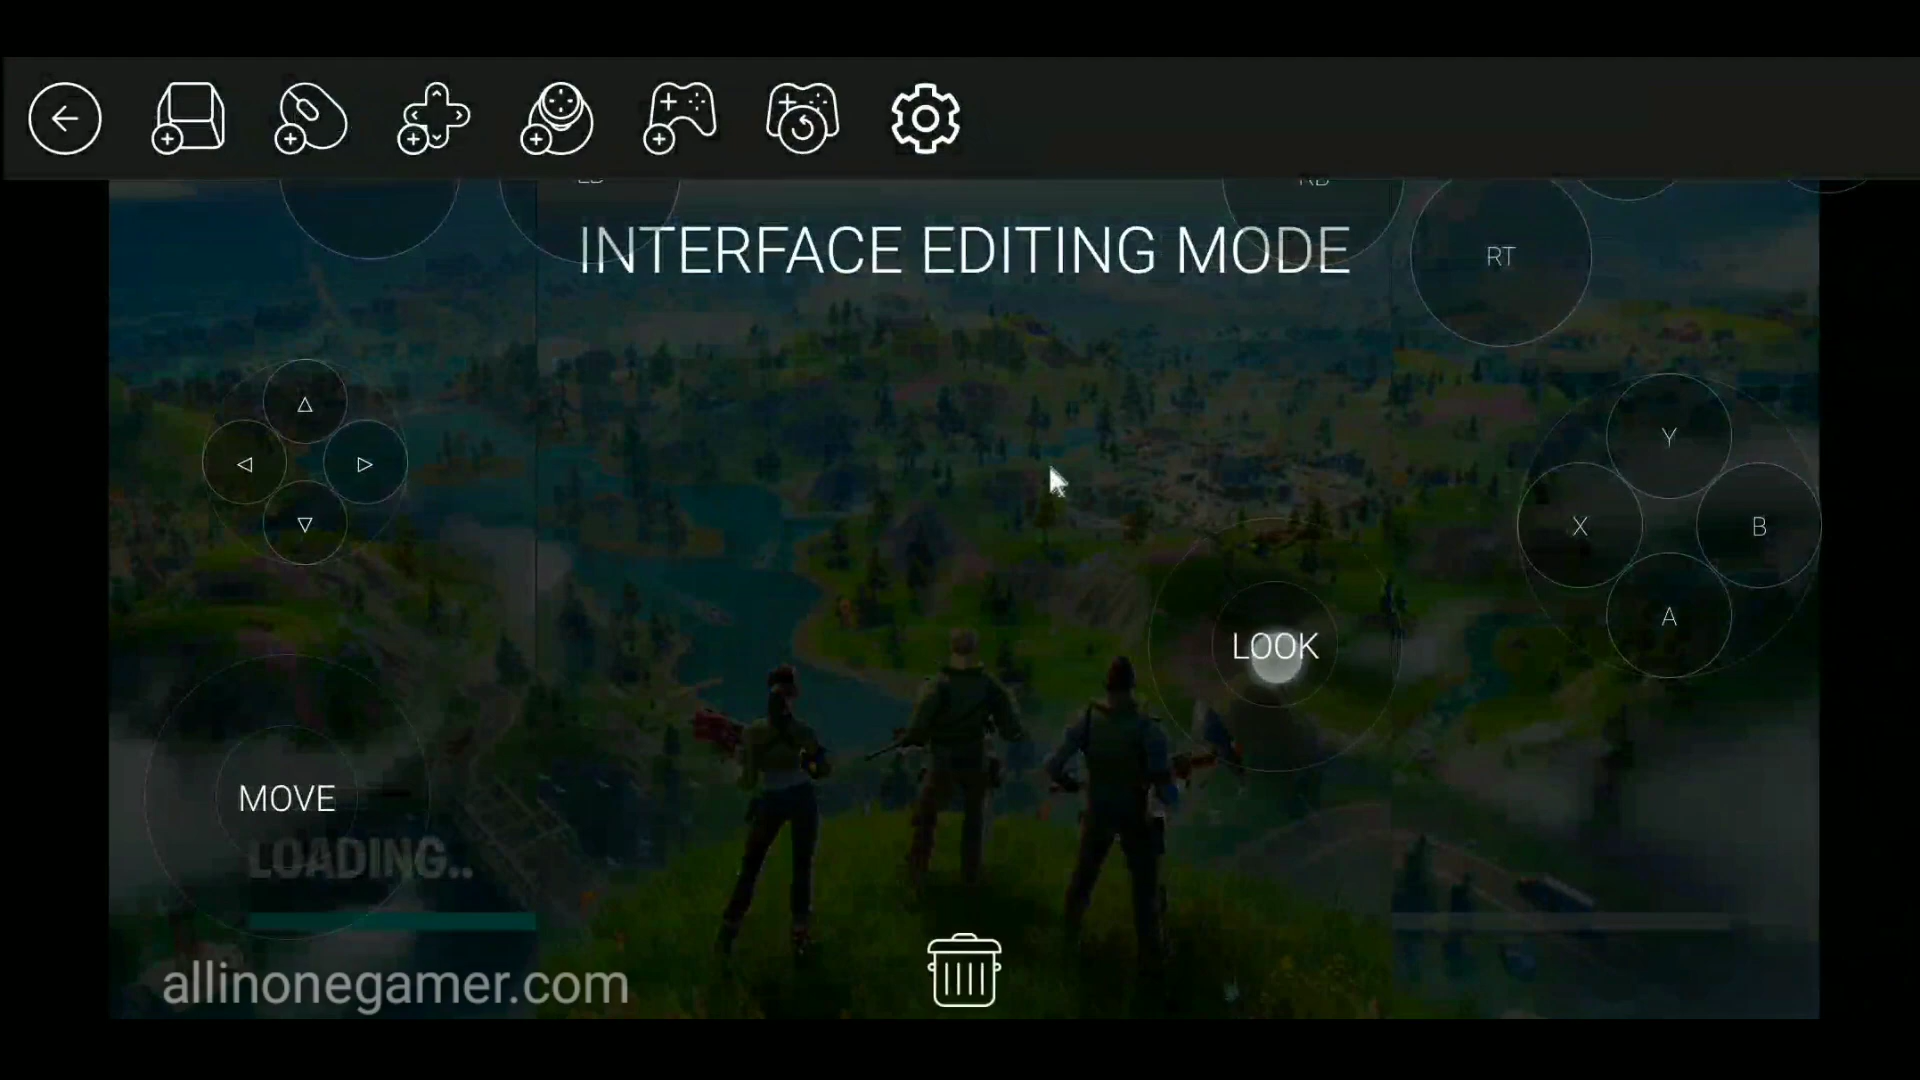 INTERFACE EDITING MODE
RT
Y
X
B
A
LOOK
MOVE
LOADING..
allinonegamer.com